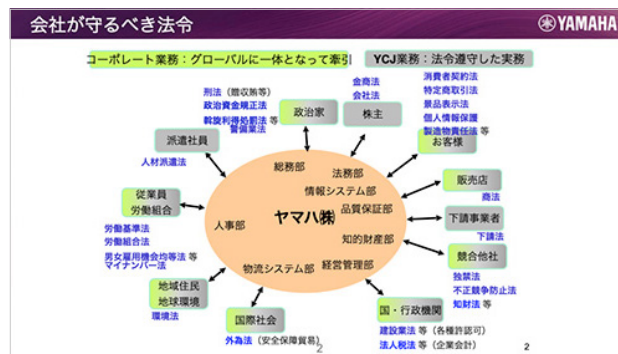 会社が守るべき法令
YAMAHA
コーポレート業務：グローバルに一体となって牽引
YCJ業務：法令遵守した実務
刑法（贈収賄等）
政治資金規正法
斡旋利得処罰法 等
警備業法
政治家
金商法
会社法
株主
消費者契約法
特定商取引法
景品表示法
個人情報保護
製造物責任法 等
お客様
派遣社員
人材派遣法
総務部
法務部
情報システム部
品質保証部
ヤマハ㈱
人事部
知的財産部
物流システム部
経営管理部
販売店
商法
下請事業者
下請法
従業員
労働組合
労働基準法
労働組合法
男女雇用機会均等法 等
マイナンバー法
競合他社
独禁法
不正競争防止法
知財法 等
地域住民
地球環境
環境法
国際社会
外為法（安全保障貿易）
国・行政機関
建設業法 等（各種許認可）
法人税法 等（企業会計）
2
2